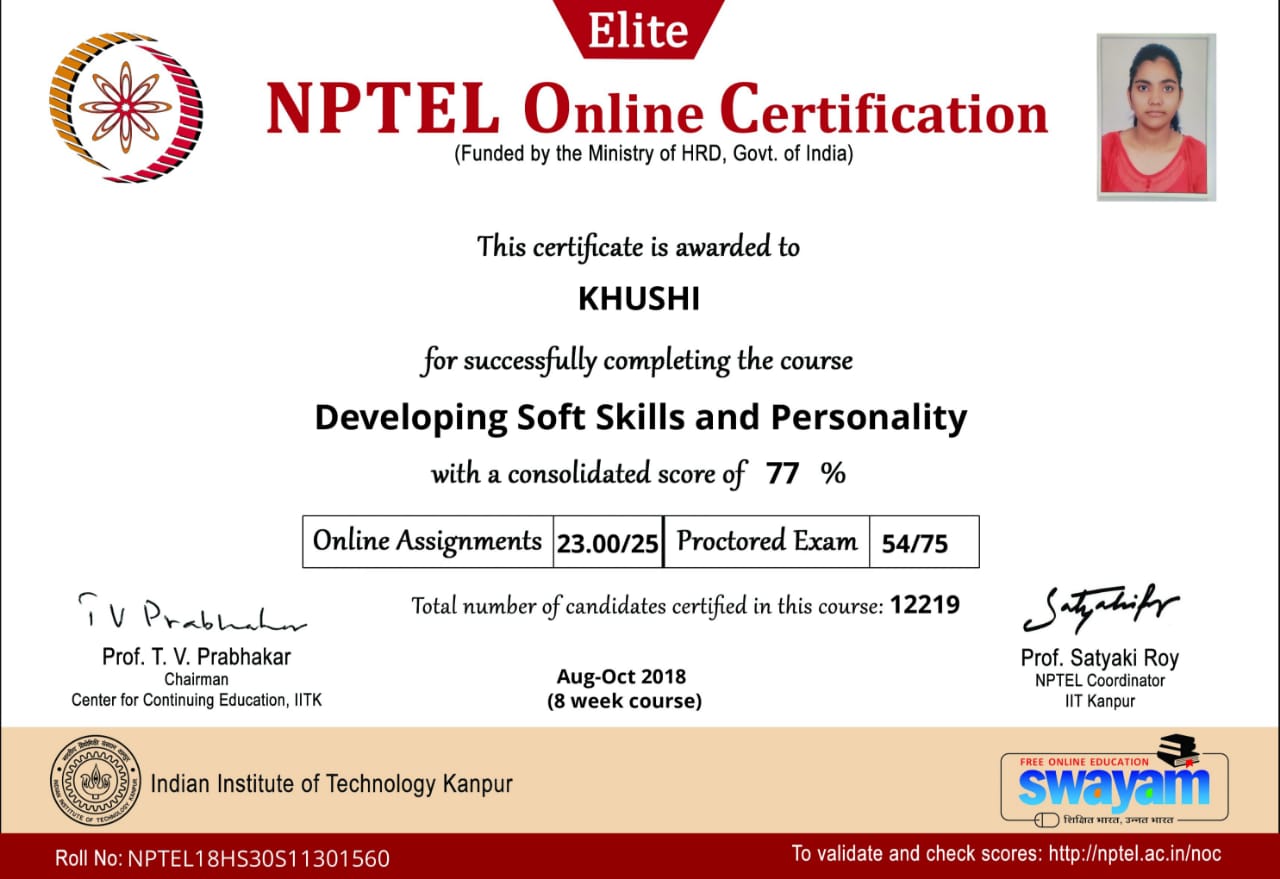 Elite
NPTEL Online Certification
(Funded by the Ministry of HRD, Govt. of India)
This certificate is awarded to
KHUSHI
for successfully completing the course
Developing Soft Skills and Personality
with a consolidated score of 77 %
Online Assignments 23.00/25 Proctored Exam 54/75
Total number of candidates certified in this course: 12219
T V Prabhakar
Prof. T. V. Prabhakar
Chairman
Center for Continuing Education, IITK
Aug-Oct 2018
(8 week course)
Prof. Satyaki Roy
NPTEL Coordinator
IIT Kanpur
Indian Institute of Technology Kanpur
FREE ONLINE EDUCATION
swayam
शिक्षित भारत, उन्नत भारत
Roll No: NPTEL18HS30S11301560
To validate and check scores: http://nptel.ac.in/noc